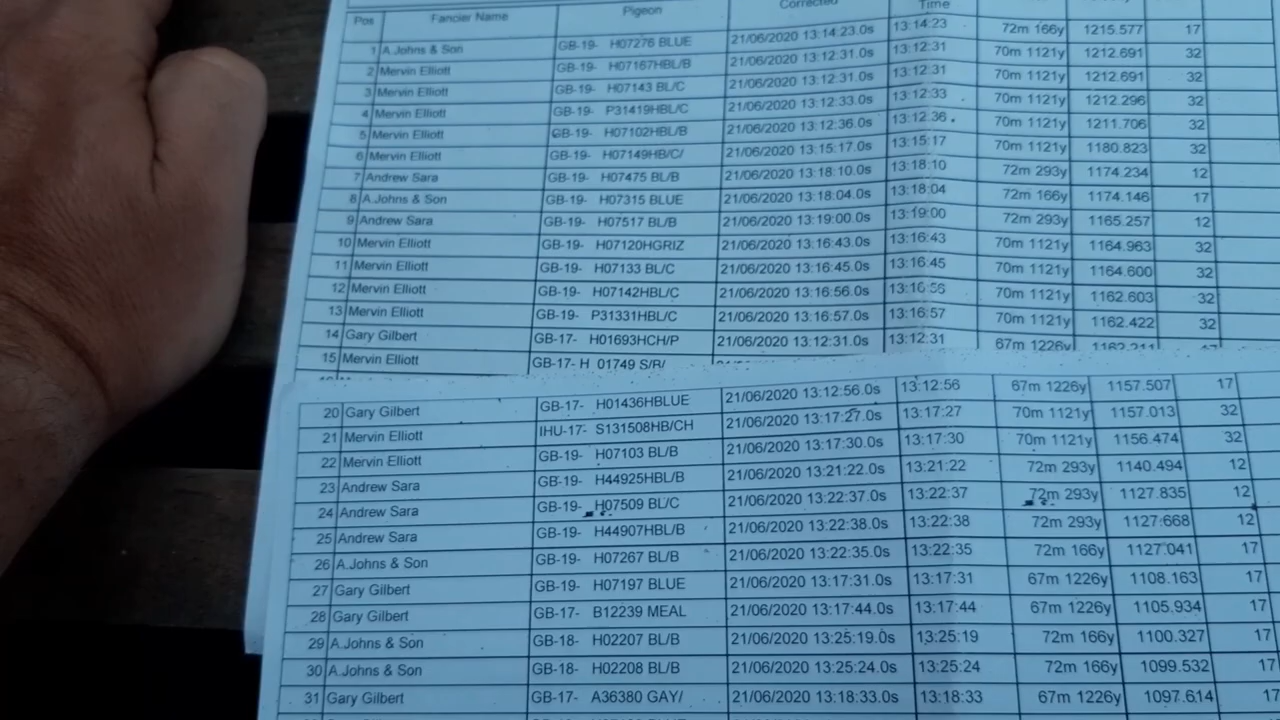 Pos Fancier Name Pigeon Corrected Time
1 A.Johns & Son GB-19- H07276 BLUE 21/06/2020 13:14:23.0s 13:14:23 72m 166y 1215.577 17
2 Mervin Elliott GB-19- H07167HBL/B 21/06/2020 13:12:31.0s 13:12:31 70m 1121y 1212.691 32
3 Mervin Elliott GB-19- H07143 BL/C 21/06/2020 13:12:31.0s 13:12:31 70m 1121y 1212.691 32
4 Mervin Elliott GB-19- P31419HBL/C 21/06/2020 13:12:33.0s 13:12:33 70m 1121y 1212.296 32
5 Mervin Elliott GB-19- H07102HBL/B 21/06/2020 13:12:36.0s 13:12:36 70m 1121y 1211.706 32
6 Mervin Elliott GB-19- H07149HB/C/ 21/06/2020 13:15:17.0s 13:15:17 70m 1121y 1180.823 32
7 Andrew Sara GB-19- H07475 BL/B 21/06/2020 13:18:10.0s 13:18:10 72m 293y 1174.234 12
8 A.Johns & Son GB-19- H07315 BLUE 21/06/2020 13:18:04.0s 13:18:04 72m 166y 1174.146 17
9 Andrew Sara GB-19- H07517 BL/B 21/06/2020 13:19:00.0s 13:19:00 72m 293y 1165.257 12
10 Mervin Elliott GB-19- H07120HGRIZ 21/06/2020 13:16:43.0s 13:16:43 70m 1121y 1164.963 32
11 Mervin Elliott GB-19- H07133 BL/C 21/06/2020 13:16:45.0s 13:16:45 70m 1121y 1164.600 32
12 Mervin Elliott GB-19- H07142HBL/C 21/06/2020 13:16:56.0s 13:16:56 70m 1121y 1162.603 32
13 Mervin Elliott GB-19- P31331HBL/C 21/06/2020 13:16:57.0s 13:16:57 70m 1121y 1162.422 32
14 Gary Gilbert GB-17- H01693HCH/P 21/06/2020 13:12:31.0s 13:12:31 67m 1226y
15 Mervin Elliott GB-17- H 01749 S/R/
20 Gary Gilbert GB-17- H01436HBLUE 21/06/2020 13:12:56.0s 13:12:56 67m 1226y 1157.507 17
21 Mervin Elliott IHU-17- S131508HB/CH 21/06/2020 13:17:27.0s 13:17:27 70m 1121y 1157.013 32
22 Mervin Elliott GB-19- H07103 BL/B 21/06/2020 13:17:30.0s 13:17:30 70m 1121y 1156.474 32
23 Andrew Sara GB-19- H44925HBL/B 21/06/2020 13:21:22.0s 13:21:22 72m 293y 1140.494 12
24 Andrew Sara GB-19- H07509 BL/C 21/06/2020 13:22:37.0s 13:22:37 72m 293y 1127.835 12
25 Andrew Sara GB-19- H44907HBL/B 21/06/2020 13:22:38.0s 13:22:38 72m 293y 1127.668 12
26 A.Johns & Son GB-19- H07267 BL/B 21/06/2020 13:22:35.0s 13:22:35 72m 166y 1127.041 17
27 Gary Gilbert GB-19- H07197 BLUE 21/06/2020 13:17:31.0s 13:17:31 67m 1226y 1108.163 17
28 Gary Gilbert GB-17- B12239 MEAL 21/06/2020 13:17:44.0s 13:17:44 67m 1226y 1105.934 17
29 A.Johns & Son GB-18- H02207 BL/B 21/06/2020 13:25:19.0s 13:25:19 72m 166y 1100.327 17
30 A.Johns & Son GB-18- H02208 BL/B 21/06/2020 13:25:24.0s 13:25:24 72m 166y 1099.532 17
31 Gary Gilbert GB-17- A36380 GAY/ 21/06/2020 13:18:33.0s 13:18:33 67m 1226y 1097.614 17